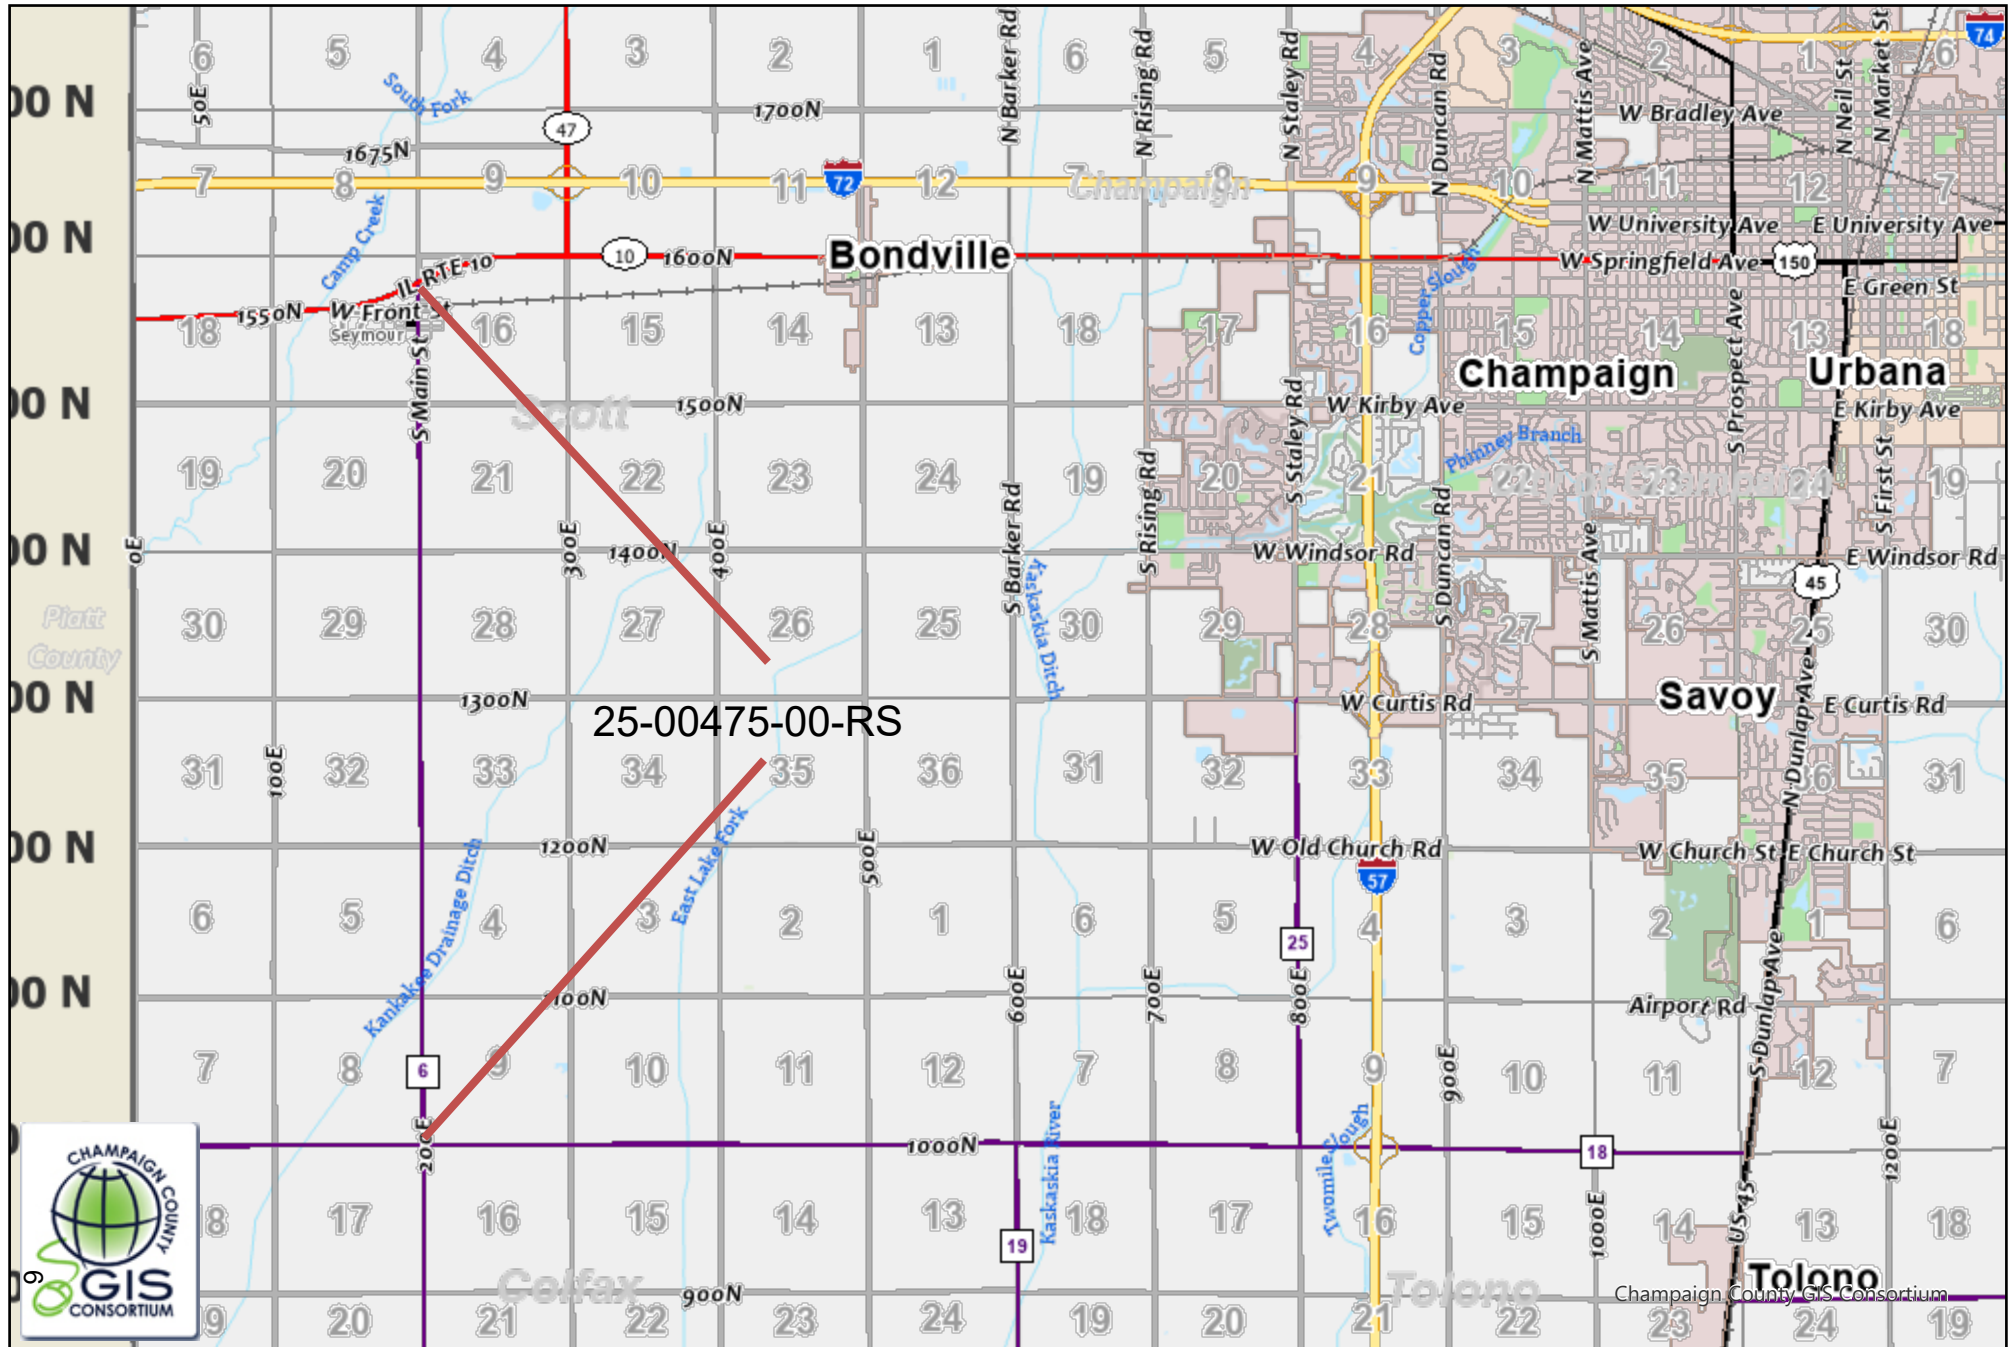 6 5 4 3 2 1 6 5 4 3 2 1 6
74
50E
South Fork
N Barker Rd
N Rising Rd
N Staley Rd
N Duncan Rd
N Mattis Ave
N Neil St
N Market St
00 N
1700N
W Bradley Ave
47
1675N
7 8 9 10 11 72 12 7 Champaign 8 9 10 11 12 7
Camp Creek
W University Ave
E University Ave
00 N
IL RTE 10
10
1600N
Bondville
W Springfield Ave
150
Copper Slough
E Green St
1550N
W Front St
Seymour
18 16 15 14 13 18 17 16 15 14 13 18
S Main St
Champaign
Urbana
S Prospect Ave
00 N
Scott
1500N
S Staley Rd
W Kirby Ave
E Kirby Ave
Phinney Branch
S First St
19 20 21 22 23 24 19 20 21 22 City of Champaign 23 24 19
S Barker Rd
S Rising Rd
S Duncan Rd
S Mattis Ave
00 N
0E
300E
1400N
400E
W Windsor Rd
E Windsor Rd
Kaskaskia Ditch
45
Piatt
County
30 29 28 27 26 25 30 29 28 27 26 25 30
00 N
1300N
W Curtis Rd
Savoy
E Curtis Rd
25-00475-00-RS
N Dunlap Ave
100E
31 32 33 34 35 36 31 32 33 34 35 36 31
East Lake Fork
00 N
1200N
500E
W Old Church Rd
W Church St
E Church St
57
Kankakee Drainage Ditch
6 5 4 3 2 1 6 5 4 3 2 1 6
25
00 N
1100N
600E
700E
800E
Airport Rd
S Dunlap Ave
7 8 9 10 11 12 7 8 9 10 11 12 7
6
900E
Twomile Slough
Kaskaskia River
200E
1000N
18
1200E
CHAMPAIGN COUNTY
GIS
CONSORTIUM
9
18 17 16 15 14 13 18 17 16 15 14 13 18
1000E
US-45
19
Colfax
900N
Tolono
Tolono
Champaign County GIS Consortium
19 20 21 22 23 24 19 20 21 22 23 24 19